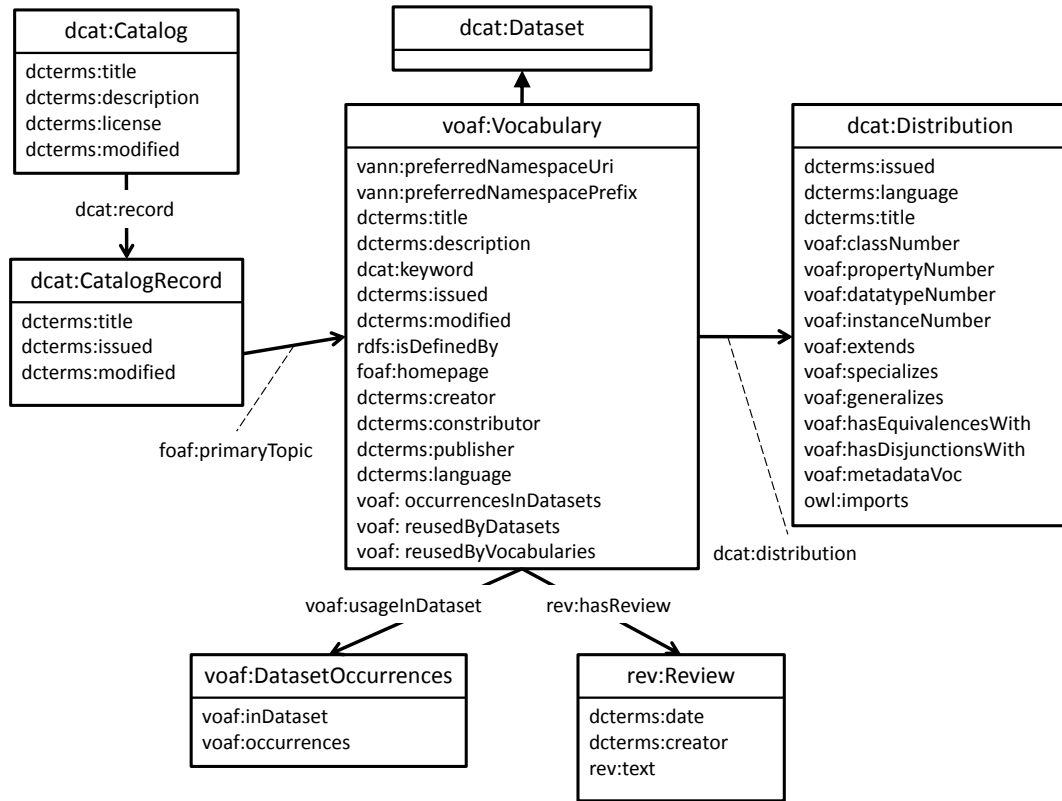 dcat:Catalog
dcterms:title
dcterms:description
dcterms:license
dcterms:modified
dcat:record
dcat:CatalogRecord
dcterms:title
dcterms:issued
dcterms:modified
foaf:primaryTopic
dcat:Dataset
voaf:Vocabulary
vann:preferredNamespaceUri
vann:preferredNamespacePrefix
dcterms:title
dcterms:description
dcat:keyword
dcterms:issued
dcterms:modified
rdfs:isDefinedBy
foaf:homepage
dcterms:creator
dcterms:constributor
dcterms:publisher
dcterms:language
voaf: occurrencesInDatasets
voaf: reusedByDatasets
voaf: reusedByVocabularies
dcat:Distribution
dcterms:issued
dcterms:language
dcterms:title
voaf:classNumber
voaf:propertyNumber
voaf:datatypeNumber
voaf:instanceNumber
voaf:extends
voaf:specializes
voaf:generalizes
voaf:hasEquivalencesWith
voaf:hasDisjunctionsWith
voaf:metadataVoc
owl:imports
dcat:distribution
voaf:usageInDataset
rev:hasReview
voaf:DatasetOccurrences
voaf:inDataset
voaf:occurrences
rev:Review
dcterms:date
dcterms:creator
rev:text